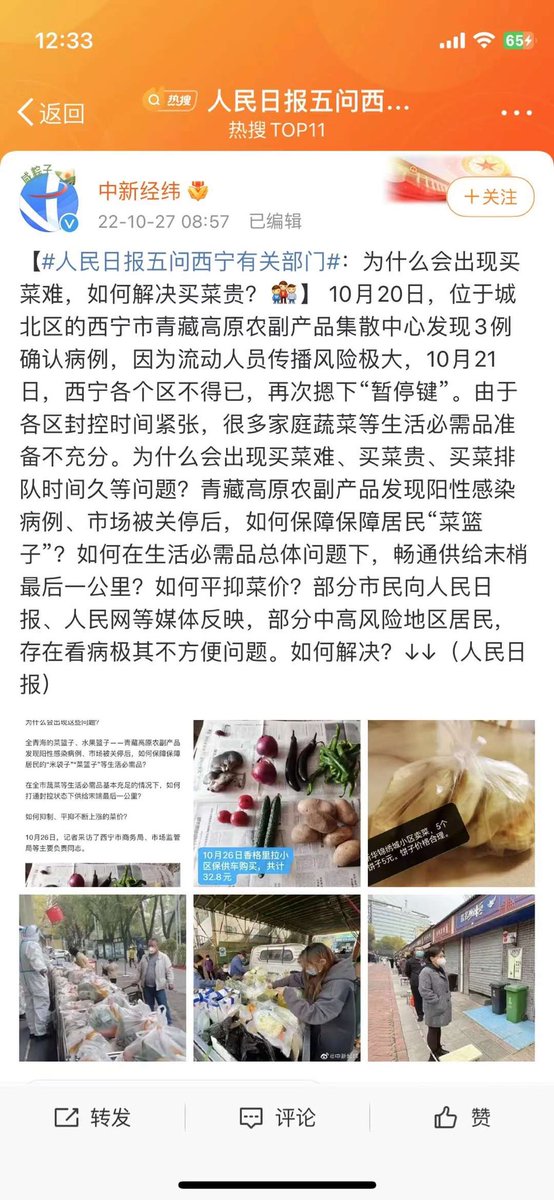 12:33
65
返回
热搜
人民日报五问西...
热搜 TOP11
中新经纬
22-10-27 08:57 已编辑
+关注
【#人民日报五问西宁有关部门#：为什么会出现买
菜难，如何解决买菜贵？】 10月20日，位于城
北区的西宁市青藏高原农副产品集散中心发现3例
确认病例，因为流动人员传播风险极大，10月21
日，西宁各个区不得已，再次摁下“暂停键”。由于
各区封控时间紧张，很多家庭蔬菜等生活必需品准
备不充分。为什么会出现买菜难、买菜贵、买菜排
队时间久等问题？青藏高原农副产品发现阳性感染
病例、市场被关停后，如何保障保障居民“菜篮
子”？如何在生活必需品总体问题下，畅通供给末梢
最后一公里？如何平抑菜价？部分市民向人民日
报、人民网等媒体反映，部分中高风险地区居民，
存在看病极其不方便问题。如何解决？↓↓（人民日
报）
为什么会出现这些问题？
全青海的菜篮子、水果篮子——青藏高原农副产品
发现阳性感染病例、市场被关停后，如何保障保障
居民的“米袋子”“菜篮子”等生活必需品？
在全市蔬菜等生活必需品基本充足的情况下，如何
打通封控状态下供给末端最后一公里？
如何抑制、平抑不断上涨的菜价？
10月26日，记者采访了西宁市商务局、市场监管
局等主要负责同志。
10月26日香格里拉小
区保供车购买，共计
32.8元
华锦绣城小区卖菜，5个
饼子5元。饼子价格合理。
@中新经纬
转发
评论
赞